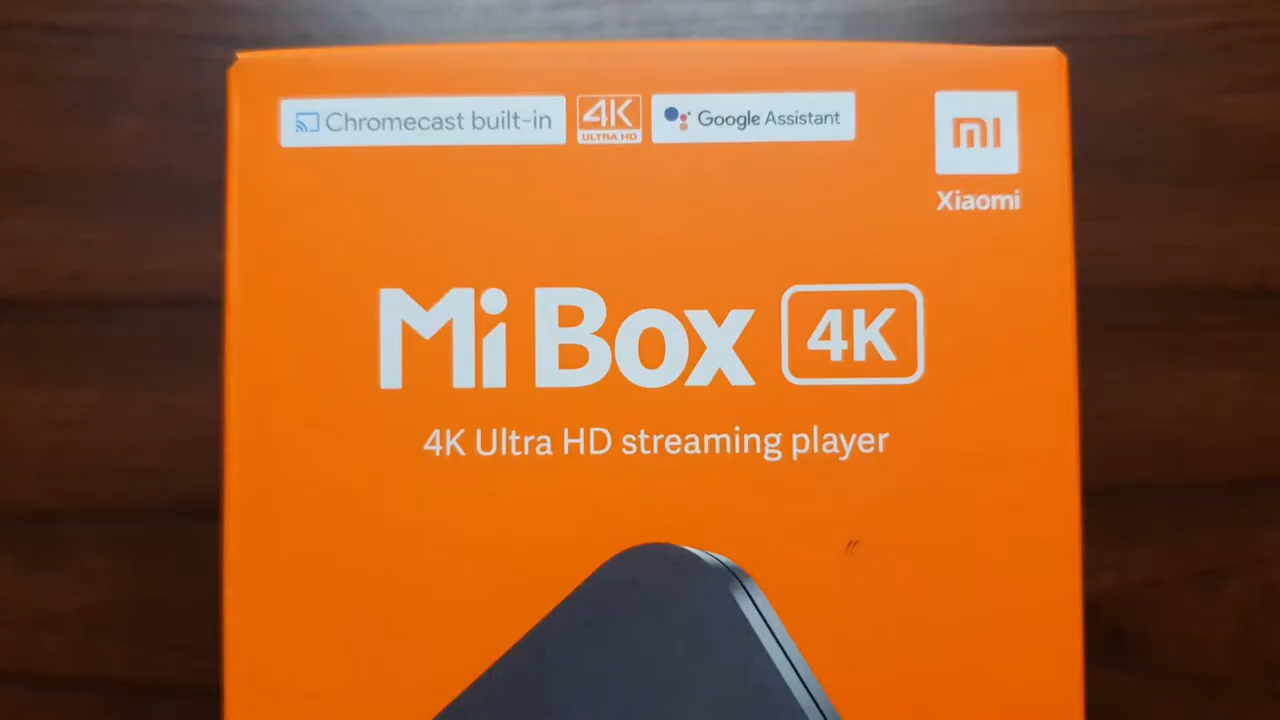 Chromecast built-in
4K
ULTRA HD
Google Assistant
mi
Xiaomi
Mi Box 4K
4K Ultra HD streaming player